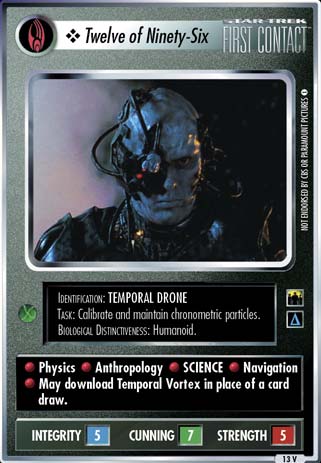 ❖ Twelve of Ninety-Six
STAR TREK
FIRST CONTACT
NOT ENDORSED BY CBS OR PARAMOUNT PICTURES
IDENTIFICATION: TEMPORAL DRONE
TASK: Calibrate and maintain chronometric particles.
BIOLOGICAL DISTINCTIVENESS: Humanoid.
Physics Anthropology SCIENCE Navigation
May download Temporal Vortex in place of a card
draw.
INTEGRITY 5 CUNNING 7 STRENGTH 5
13 V